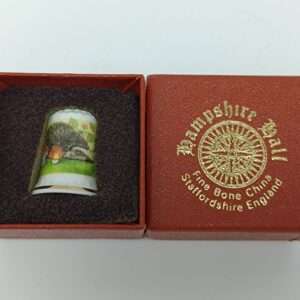 Hampshire Hall
Fine Bone China
Staffordshire England